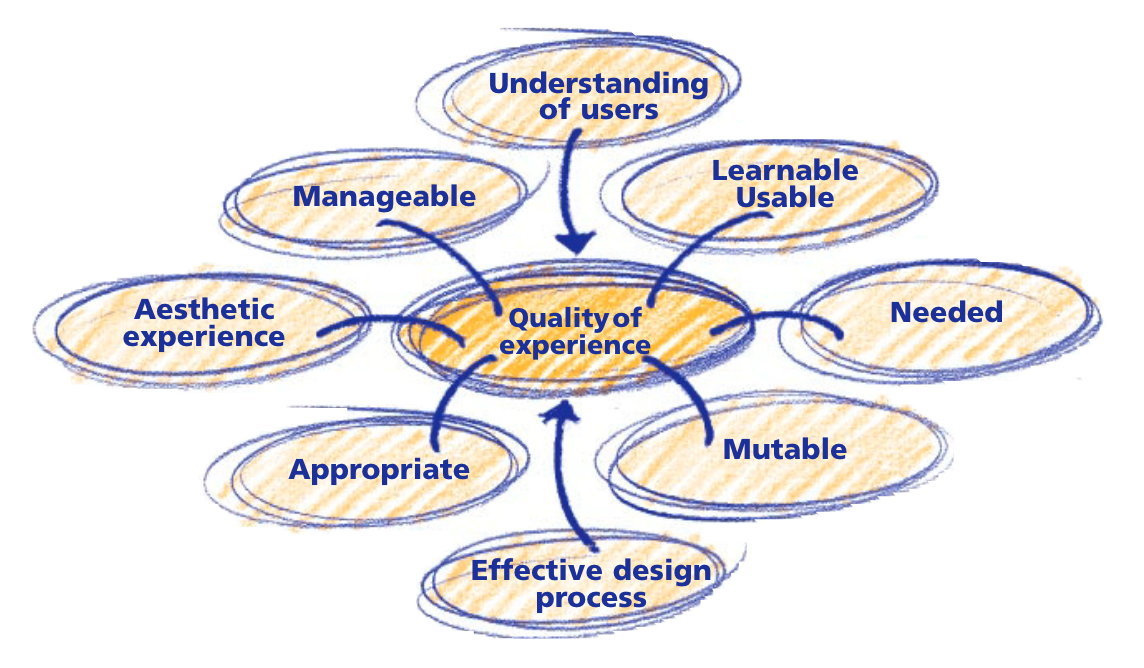 Understanding
of users
Learnable
Usable
Manageable
Aesthetic
experience
Quality of
experience
Needed
Mutable
Appropriate
Effective design
process